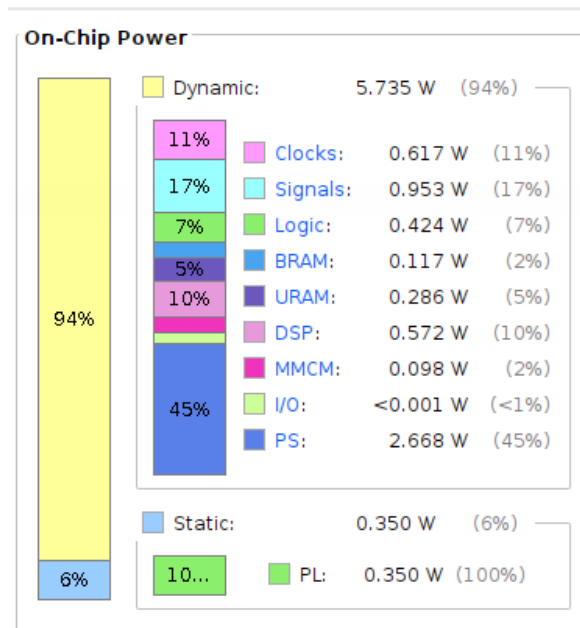 On-Chip Power
Dynamic: 5.735 W (94%)
11% Clocks: 0.617 W (11%)
17% Signals: 0.953 W (17%)
7% Logic: 0.424 W (7%)
BRAM: 0.117 W (2%)
5% URAM: 0.286 W (5%)
10% DSP: 0.572 W (10%)
94%
MMCM: 0.098 W (2%)
I/O: <0.001 W (<1%)
45% PS: 2.668 W (45%)
Static: 0.350 W (6%)
6% 10... PL: 0.350 W (100%)